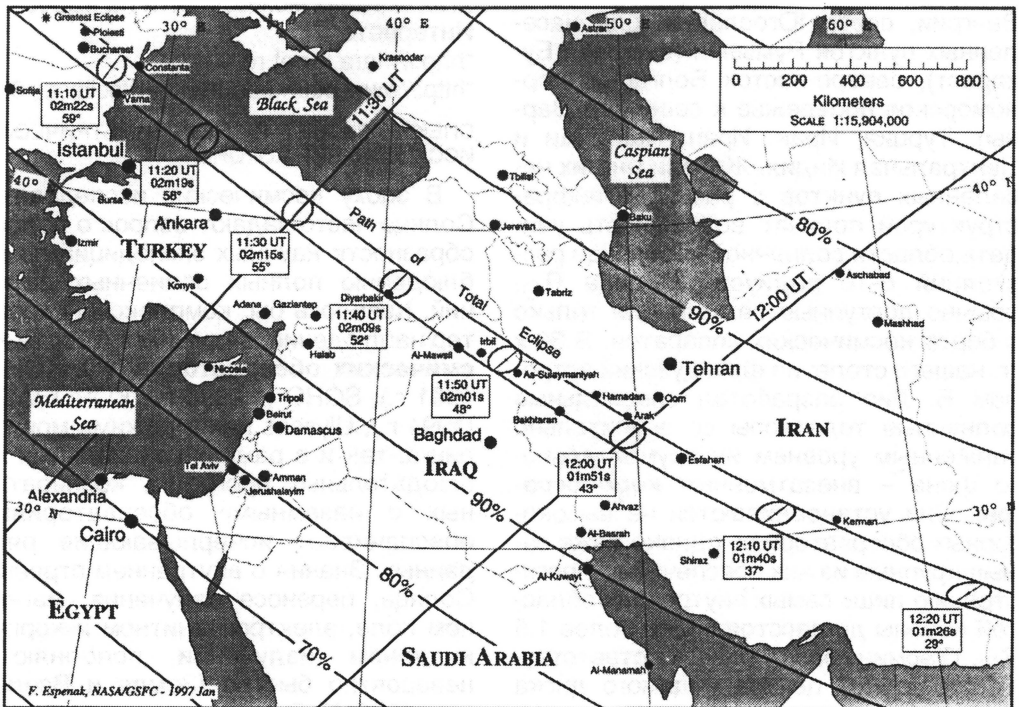 ✶ Greatest Eclipse
Ploiesti
Bucharest
Constanta
Sofija
Varna
11:10 UT
02m22s
59°
30° E
40° E
50° E
60° E
Krasnodar
Astra
Black Sea
11:30 UT
0 200 400 600 800
Kilometers
SCALE 1:15,904,000
Caspian
Sea
Istanbul
11:20 UT
02m19s
58°
40°
Bursa
Ankara
Izmir
TURKEY
Konya
11:30 UT
02m15s
55°
Path
of
Total
Eclipse
Tbilisi
Jerevan
Baku
40° N
80%
Aschabad
12:00 UT
90%
Mashhad
Tabriz
Tehran
Adana
Gaziantep
Diyarbakir
11:40 UT
02m09s
52°
Halab
Al-Mawsil
Irbil
As-Sulaymaniyah
11:50 UT
02m01s
48°
Nicosia
Mediterranean
Sea
Tripoli
Beirut
Damascus
Baghdad
IRAQ
Hamadan
Bakhtaran
Arak
Qom
IRAN
Esfahan
12:00 UT
01m51s
43°
Tel Aviv
Amman
Jerushalayim
Alexandria
30° N
Cairo
90%
Ahvaz
Al-Basrah
Al-Kuwayt
Shiraz
12:10 UT
01m40s
37°
Kerman
30° N
EGYPT
80%
70%
SAUDI ARABIA
Al-Manamah
12:20 UT
01m26s
29°
F. Espenak, NASA/GSFC - 1997 Jan